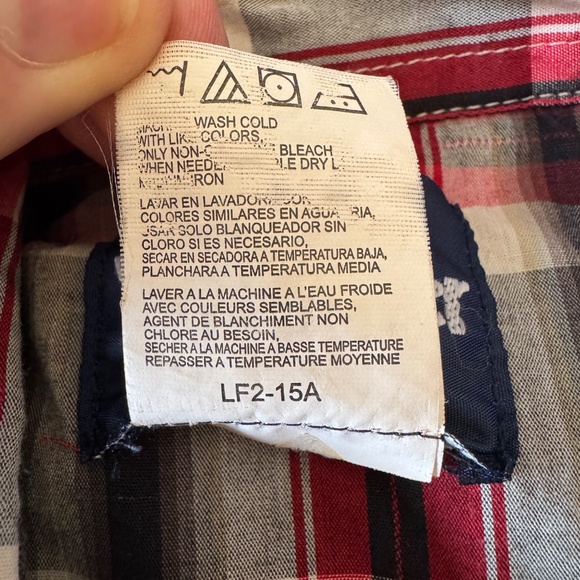 WASH COLD
WITH COLORS,
ONLY NON- BLEACH
WHEN DRY
IRON
LAVAR EN LAVADORA CON
COLORES SIMILARES EN AGUA FRIA,
USAR SOLO BLANQUEADOR SIN
CLORO SI ES NECESARIO,
SECAR EN SECADORA A TEMPERATURA BAJA,
PLANCHAR A TEMPERATURA MEDIA
LAVER A LA MACHINE A L'EAU FROIDE
AVEC COULEURS SEMBLABLES,
AGENT DE BLANCHIMENT NON
CHLORE AU BESOIN,
SECHER A LA MACHINE A BASSE TEMPERATURE
REPASSER A TEMPERATURE MOYENNE
LF2-15A